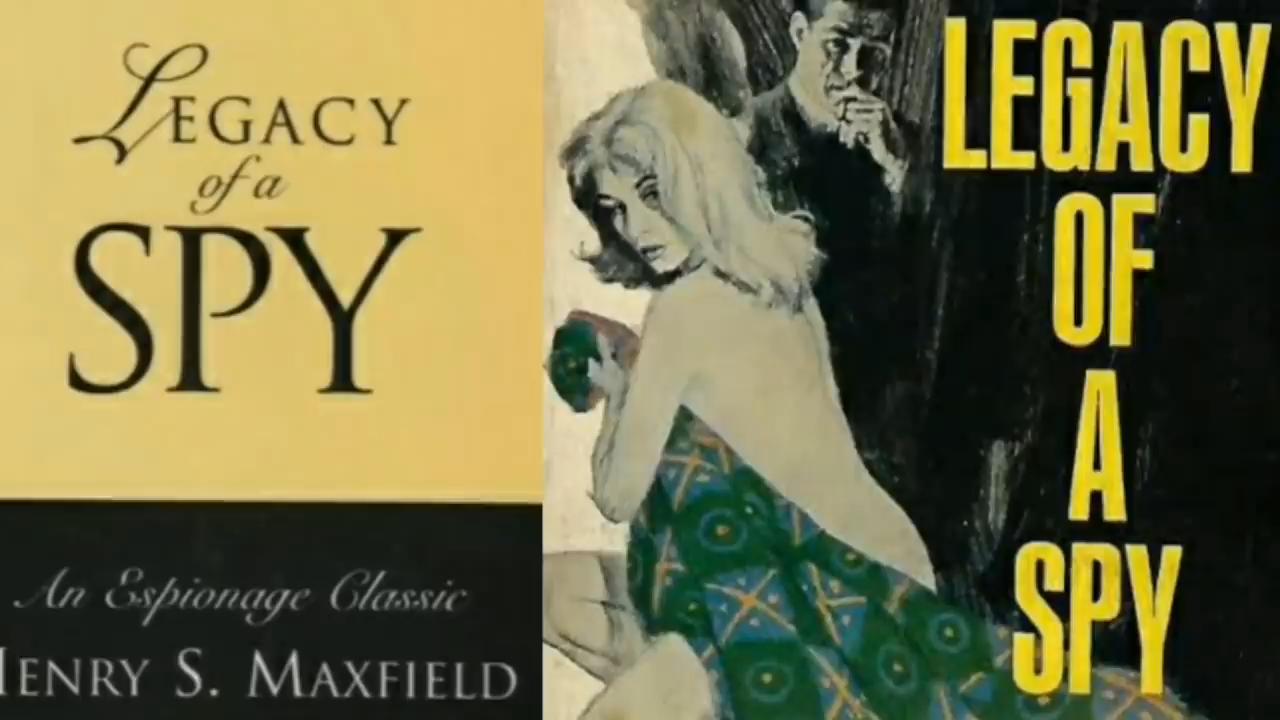 LEGACY
of a
SPY
An Espionage Classic
HENRY S. MAXFIELD
LEGACY
OF
A
SPY